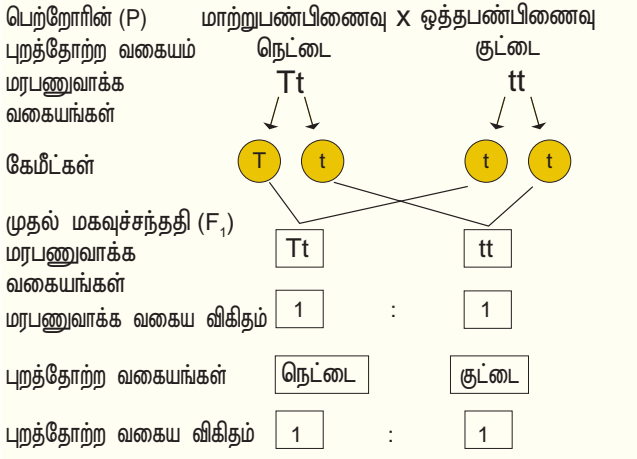 பெற்றோரின் (P) மாற்றுபண்பிணைவு x ஒத்தபண்பிணைவு
புறத்தோற்ற வகையம் நெட்டை குட்டை
மரபணுவாக்க Tt tt
வகையங்கள்
கேமீட்கள் T t t t
முதல் மகவுச்சந்ததி (F₁)
மரபணுவாக்க Tt tt
வகையங்கள்
மரபணுவாக்க வகைய விகிதம் 1 : 1
புறத்தோற்ற வகையங்கள் நெட்டை குட்டை
புறத்தோற்ற வகைய விகிதம் 1 : 1